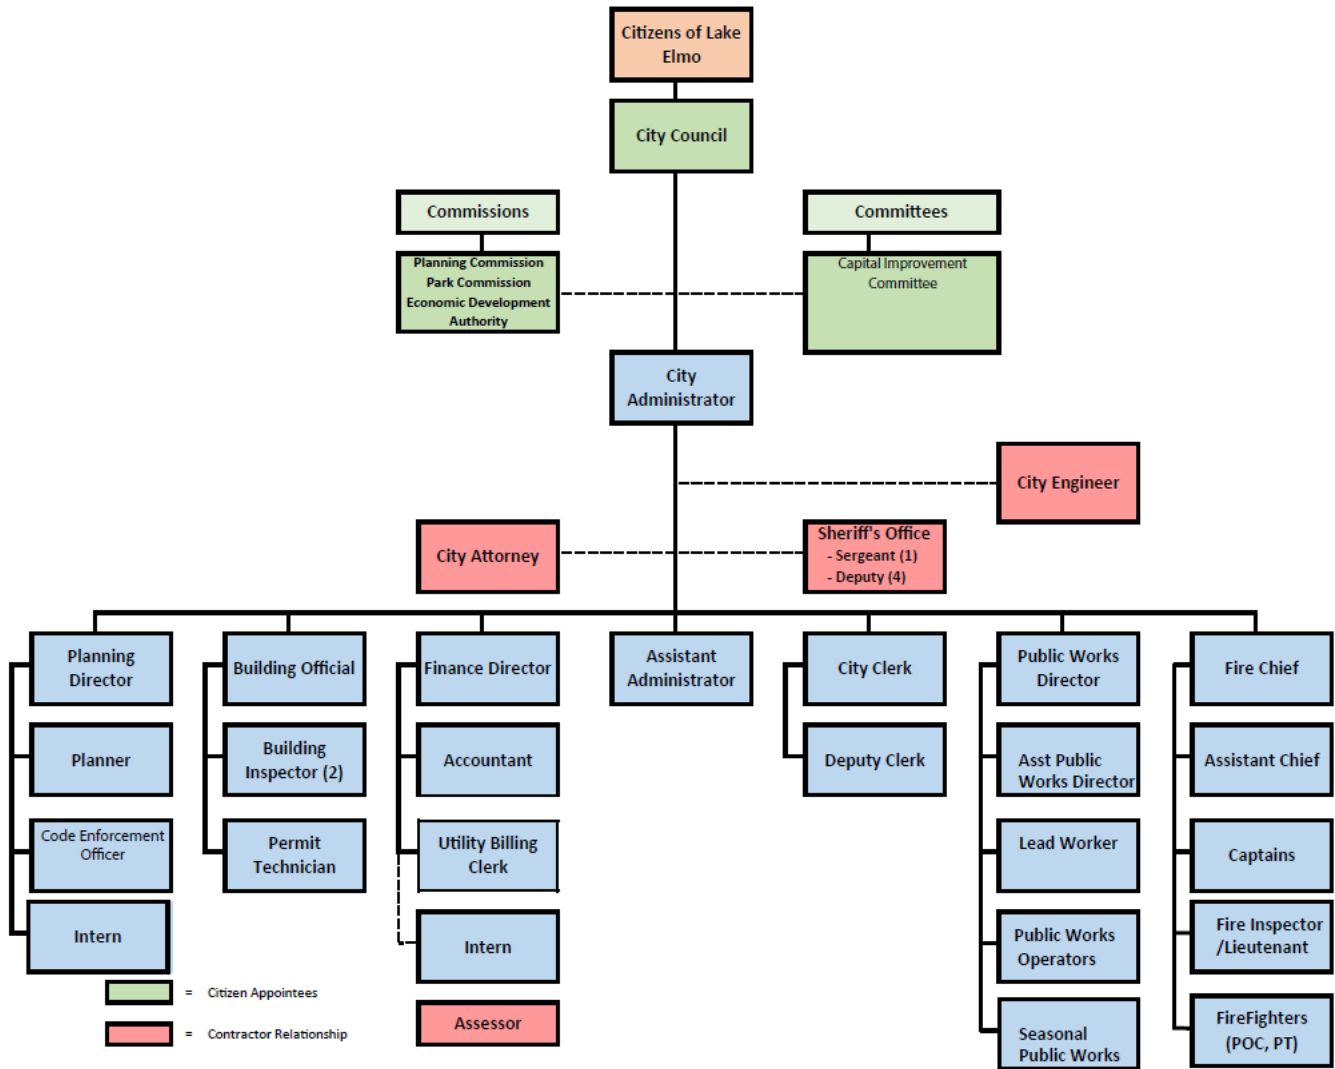 Citizens of Lake
Elmo
City Council
Commissions
Committees
Planning Commission
Park Commission
Economic Development
Authority
Capital Improvement
Committee
City
Administrator
City Engineer
City Attorney
Sheriff's Office
- Sergeant (1)
- Deputy (4)
Planning
Director
Building Official
Finance Director
Assistant
Administrator
City Clerk
Public Works
Director
Fire Chief
Planner
Building
Inspector (2)
Accountant
Deputy Clerk
Asst Public
Works Director
Assistant Chief
Code Enforcement
Officer
Permit
Technician
Utility Billing
Clerk
Lead Worker
Captains
Intern
Intern
Public Works
Operators
Fire Inspector
/Lieutenant
= Citizen Appointees
= Contractor Relationship
Assessor
Seasonal
Public Works
FireFighters
(POC, PT)